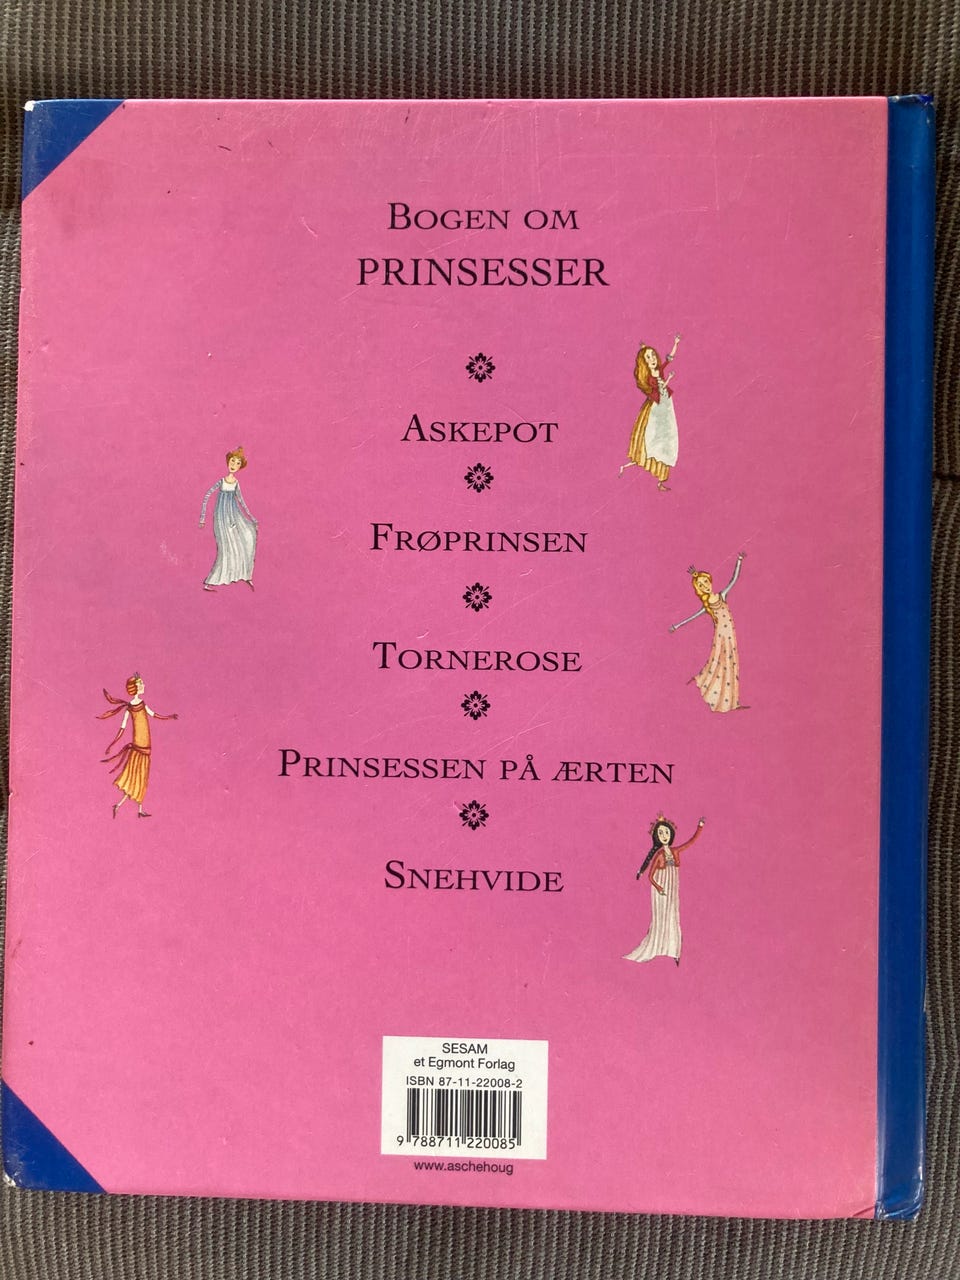 BOGEN OM
PRINSESSER
ASKEPOT
FRØPRINSEN
TORNEROSE
PRINSESSEN PÅ ÆRTEN
SNEHVIDE
SESAM
et Egmont Forlag
ISBN 87-11-22008-2
9 788711 220085
www.aschehoug